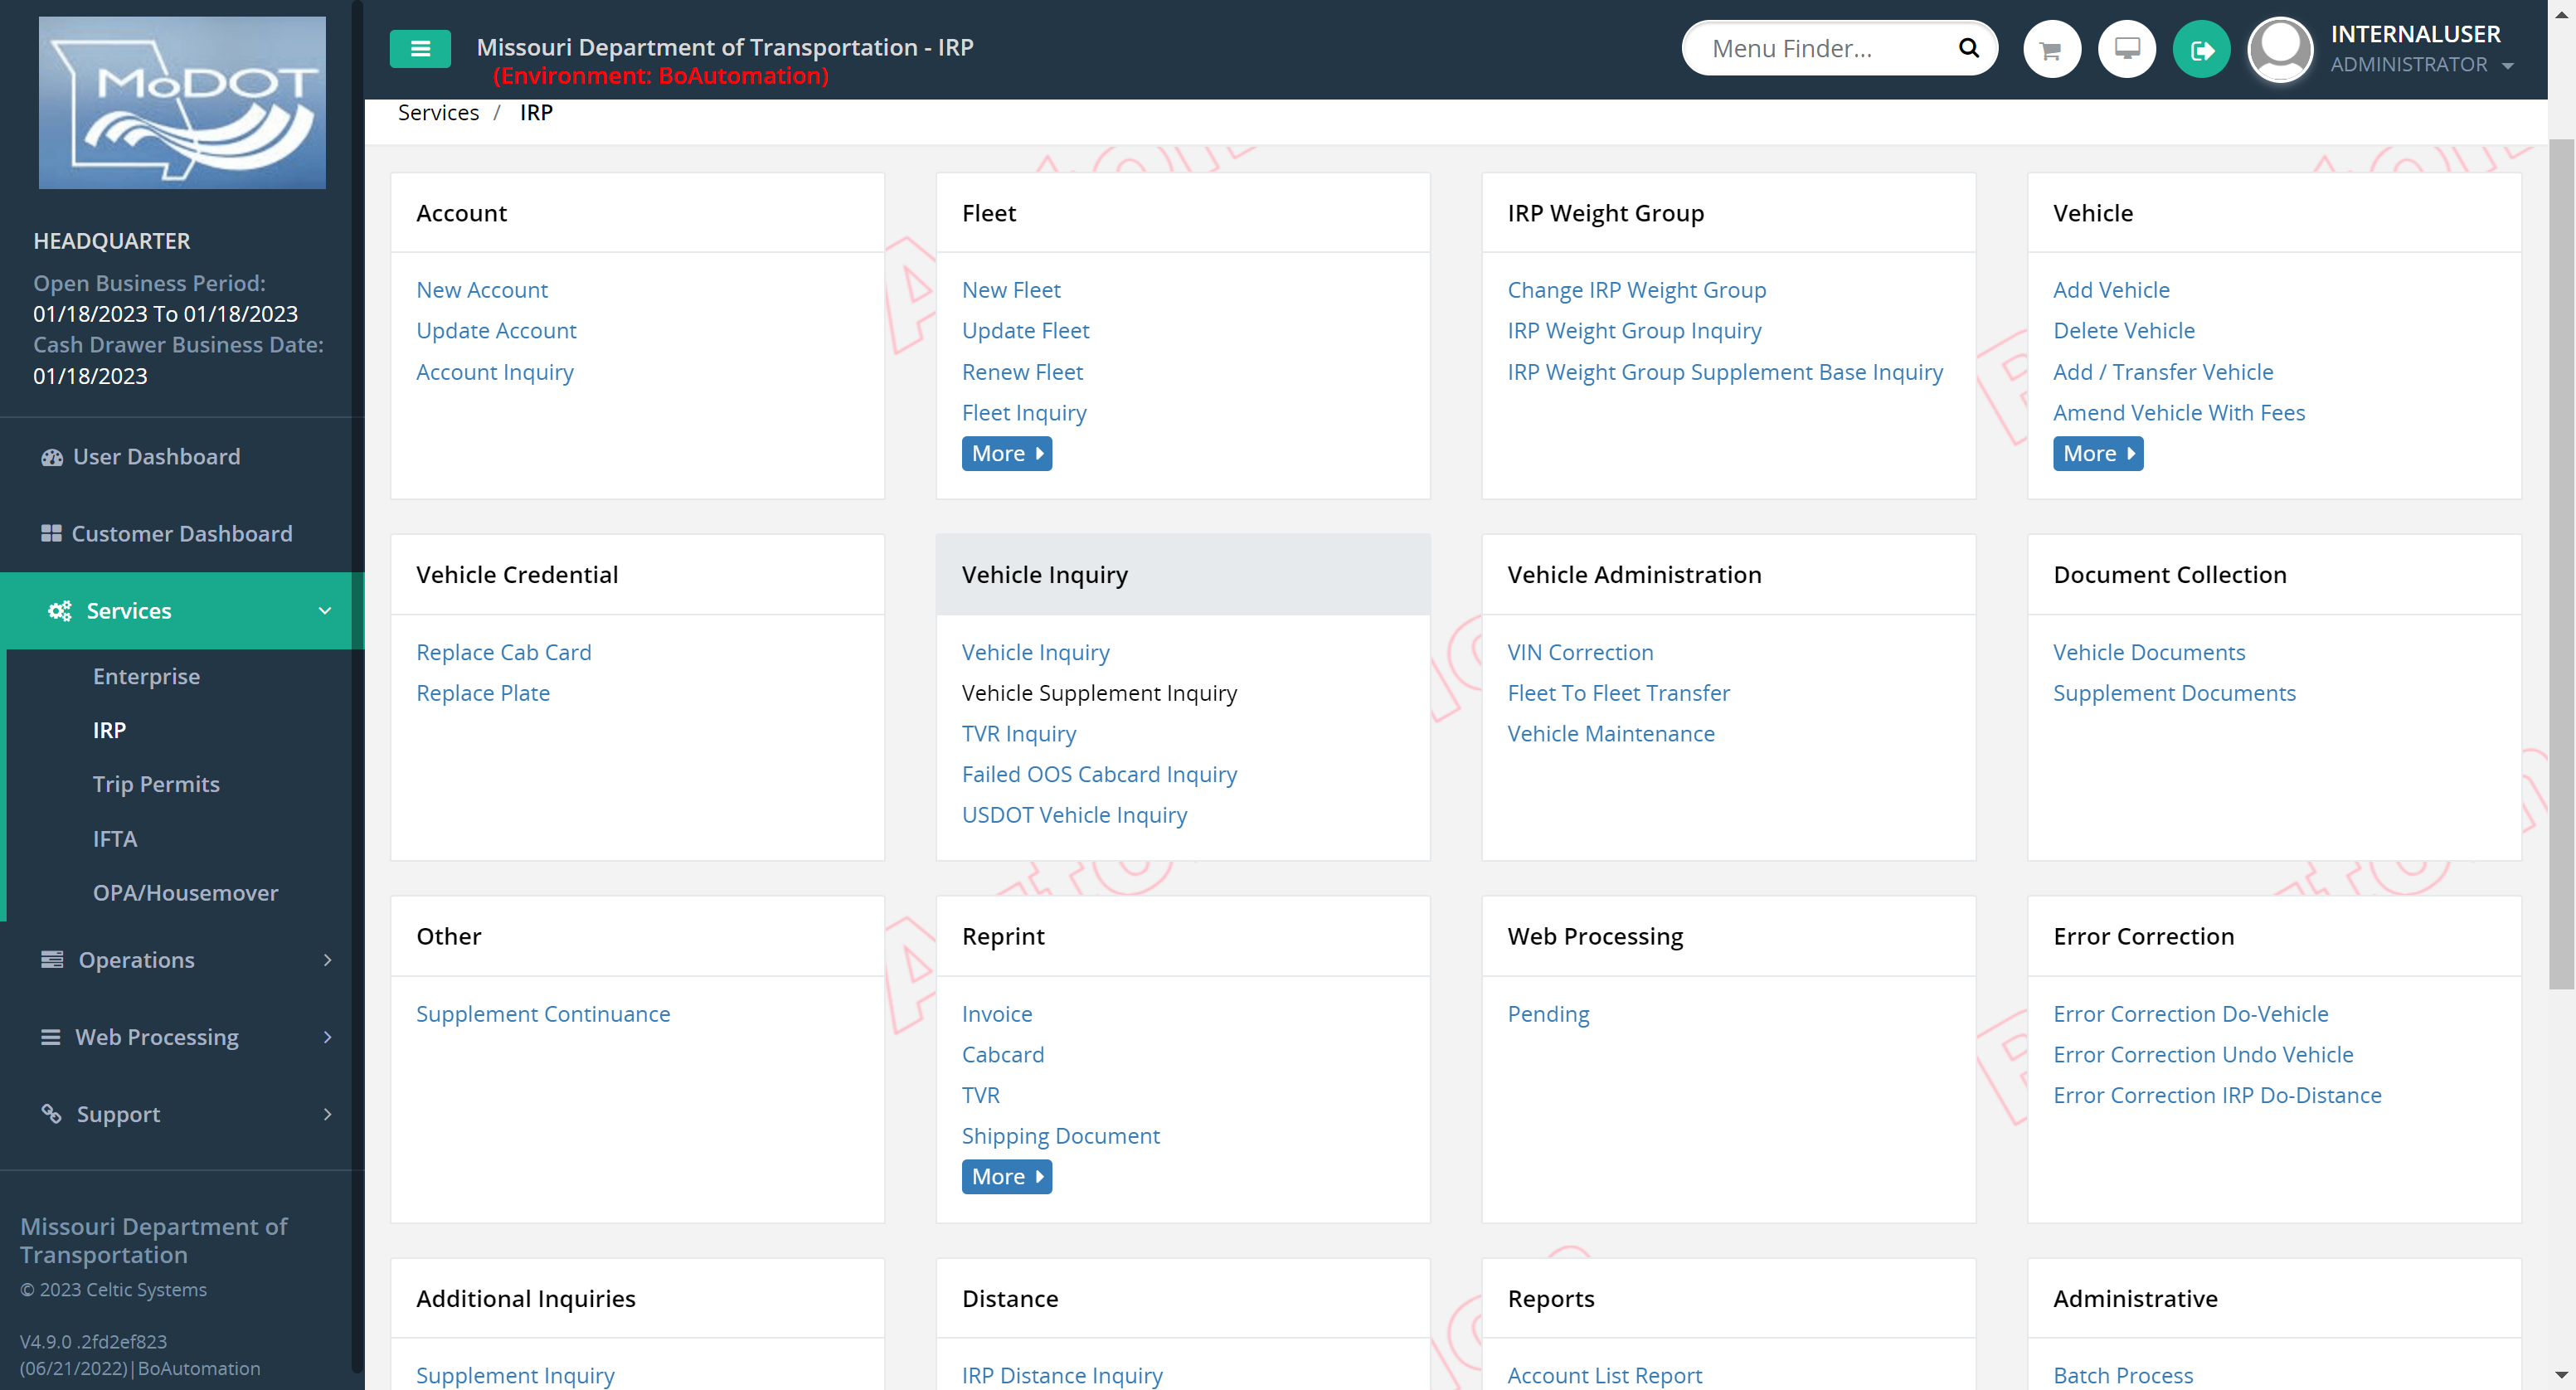 MoDOT
HEADQUARTER
Open Business Period:
01/18/2023 To 01/18/2023
Cash Drawer Business Date:
01/18/2023
User Dashboard
Customer Dashboard
Services
Enterprise
IRP
Trip Permits
IFTA
OPA/Housemover
Operations
Web Processing
Support
Missouri Department of
Transportation
© 2023 Celtic Systems
V4.9.0 .2fd2ef823
(06/21/2022)|BoAutomation
Missouri Department of Transportation - IRP
(Environment: BoAutomation)
Menu Finder...
INTERNALUSER
ADMINISTRATOR
Services / IRP
Account
New Account
Update Account
Account Inquiry
Fleet
New Fleet
Update Fleet
Renew Fleet
Fleet Inquiry
More
IRP Weight Group
Change IRP Weight Group
IRP Weight Group Inquiry
IRP Weight Group Supplement Base Inquiry
Vehicle
Add Vehicle
Delete Vehicle
Add / Transfer Vehicle
Amend Vehicle With Fees
More
Vehicle Credential
Replace Cab Card
Replace Plate
Vehicle Inquiry
Vehicle Inquiry
Vehicle Supplement Inquiry
TVR Inquiry
Failed OOS Cabcard Inquiry
USDOT Vehicle Inquiry
Vehicle Administration
VIN Correction
Fleet To Fleet Transfer
Vehicle Maintenance
Document Collection
Vehicle Documents
Supplement Documents
Other
Supplement Continuance
Reprint
Invoice
Cabcard
TVR
Shipping Document
More
Web Processing
Pending
Error Correction
Error Correction Do-Vehicle
Error Correction Undo Vehicle
Error Correction IRP Do-Distance
Additional Inquiries
Supplement Inquiry
Distance
IRP Distance Inquiry
Reports
Account List Report
Administrative
Batch Process